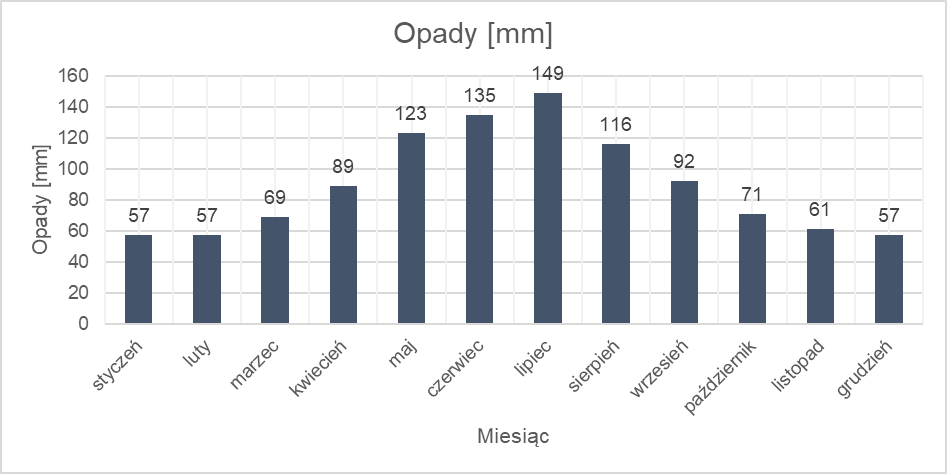 Opady [mm]
Opady [mm]
160
140
120
100
80
60
40
20
0
57
57
69
89
123
135
149
116
92
71
61
57
styczeń
luty
marzec
kwiecień
maj
czerwiec
lipiec
sierpień
wrzesień
październik
listopad
grudzień
Miesiąc